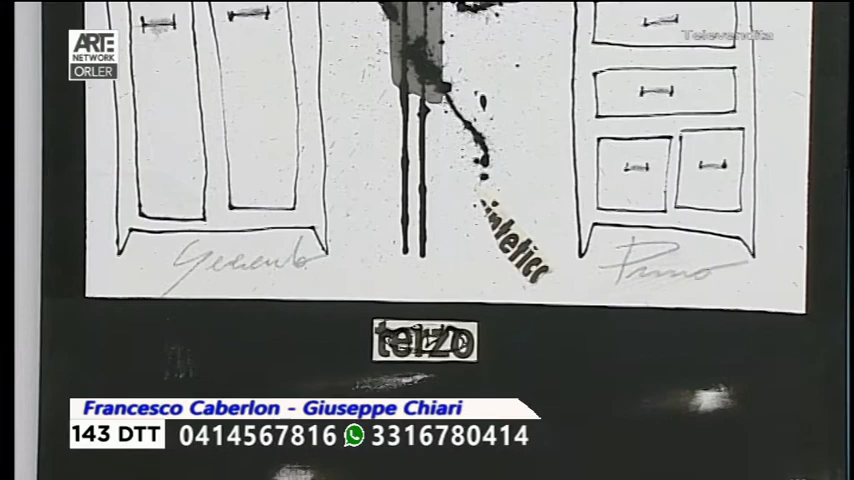 ARTE
NETWORK
ORLER
Televendita
sintetico
Secondo
Primo
terzo
Francesco Caberlon - Giuseppe Chiari
143 DTT 0414567816 3316780414